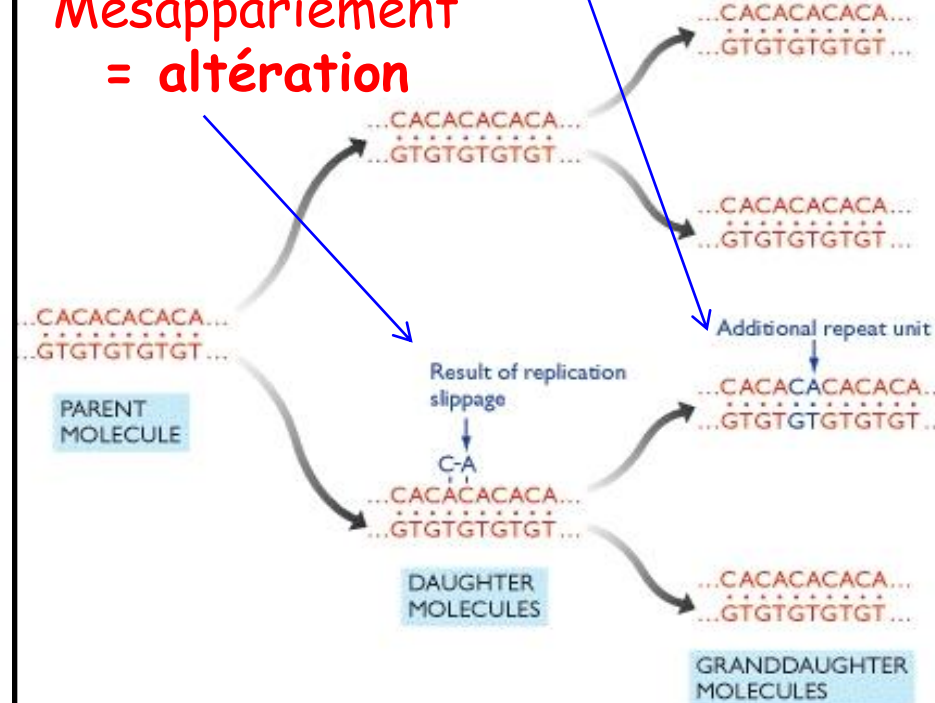 Mésappariement
= altération
...CACACACACA...
...GTGTGTGTGT...
...CACACACACA...
...GTGTGTGTGT...
...CACACACACA...
...GTGTGTGTGT...
...CACACACACA...
...GTGTGTGTGT...
PARENT
MOLECULE
Result of replication
slippage
C-A
...CACACACACA...
...GTGTGTGTGT...
DAUGHTER
MOLECULES
Additional repeat unit
...CACACACACACA...
...GTGTGTGTGTGT...
...CACACACACA...
...GTGTGTGTGT...
GRANDDAUGHTER
MOLECULES